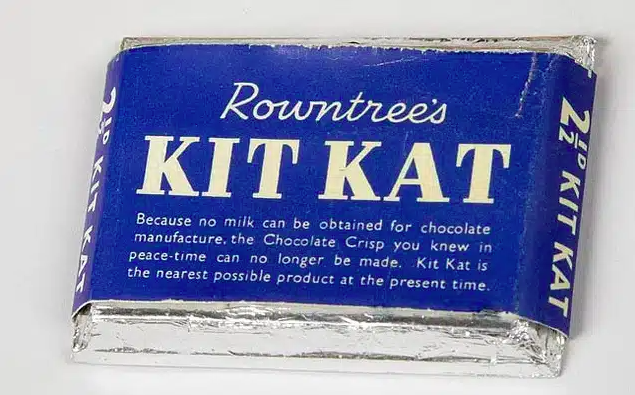 Rowntree's
KIT KAT
Because no milk can be obtained for chocolate
manufacture, the Chocolate Crisp you knew in
peace-time can no longer be made. Kit Kat is
the nearest possible product at the present time.
2½D KIT KAT
2½D KIT KAT